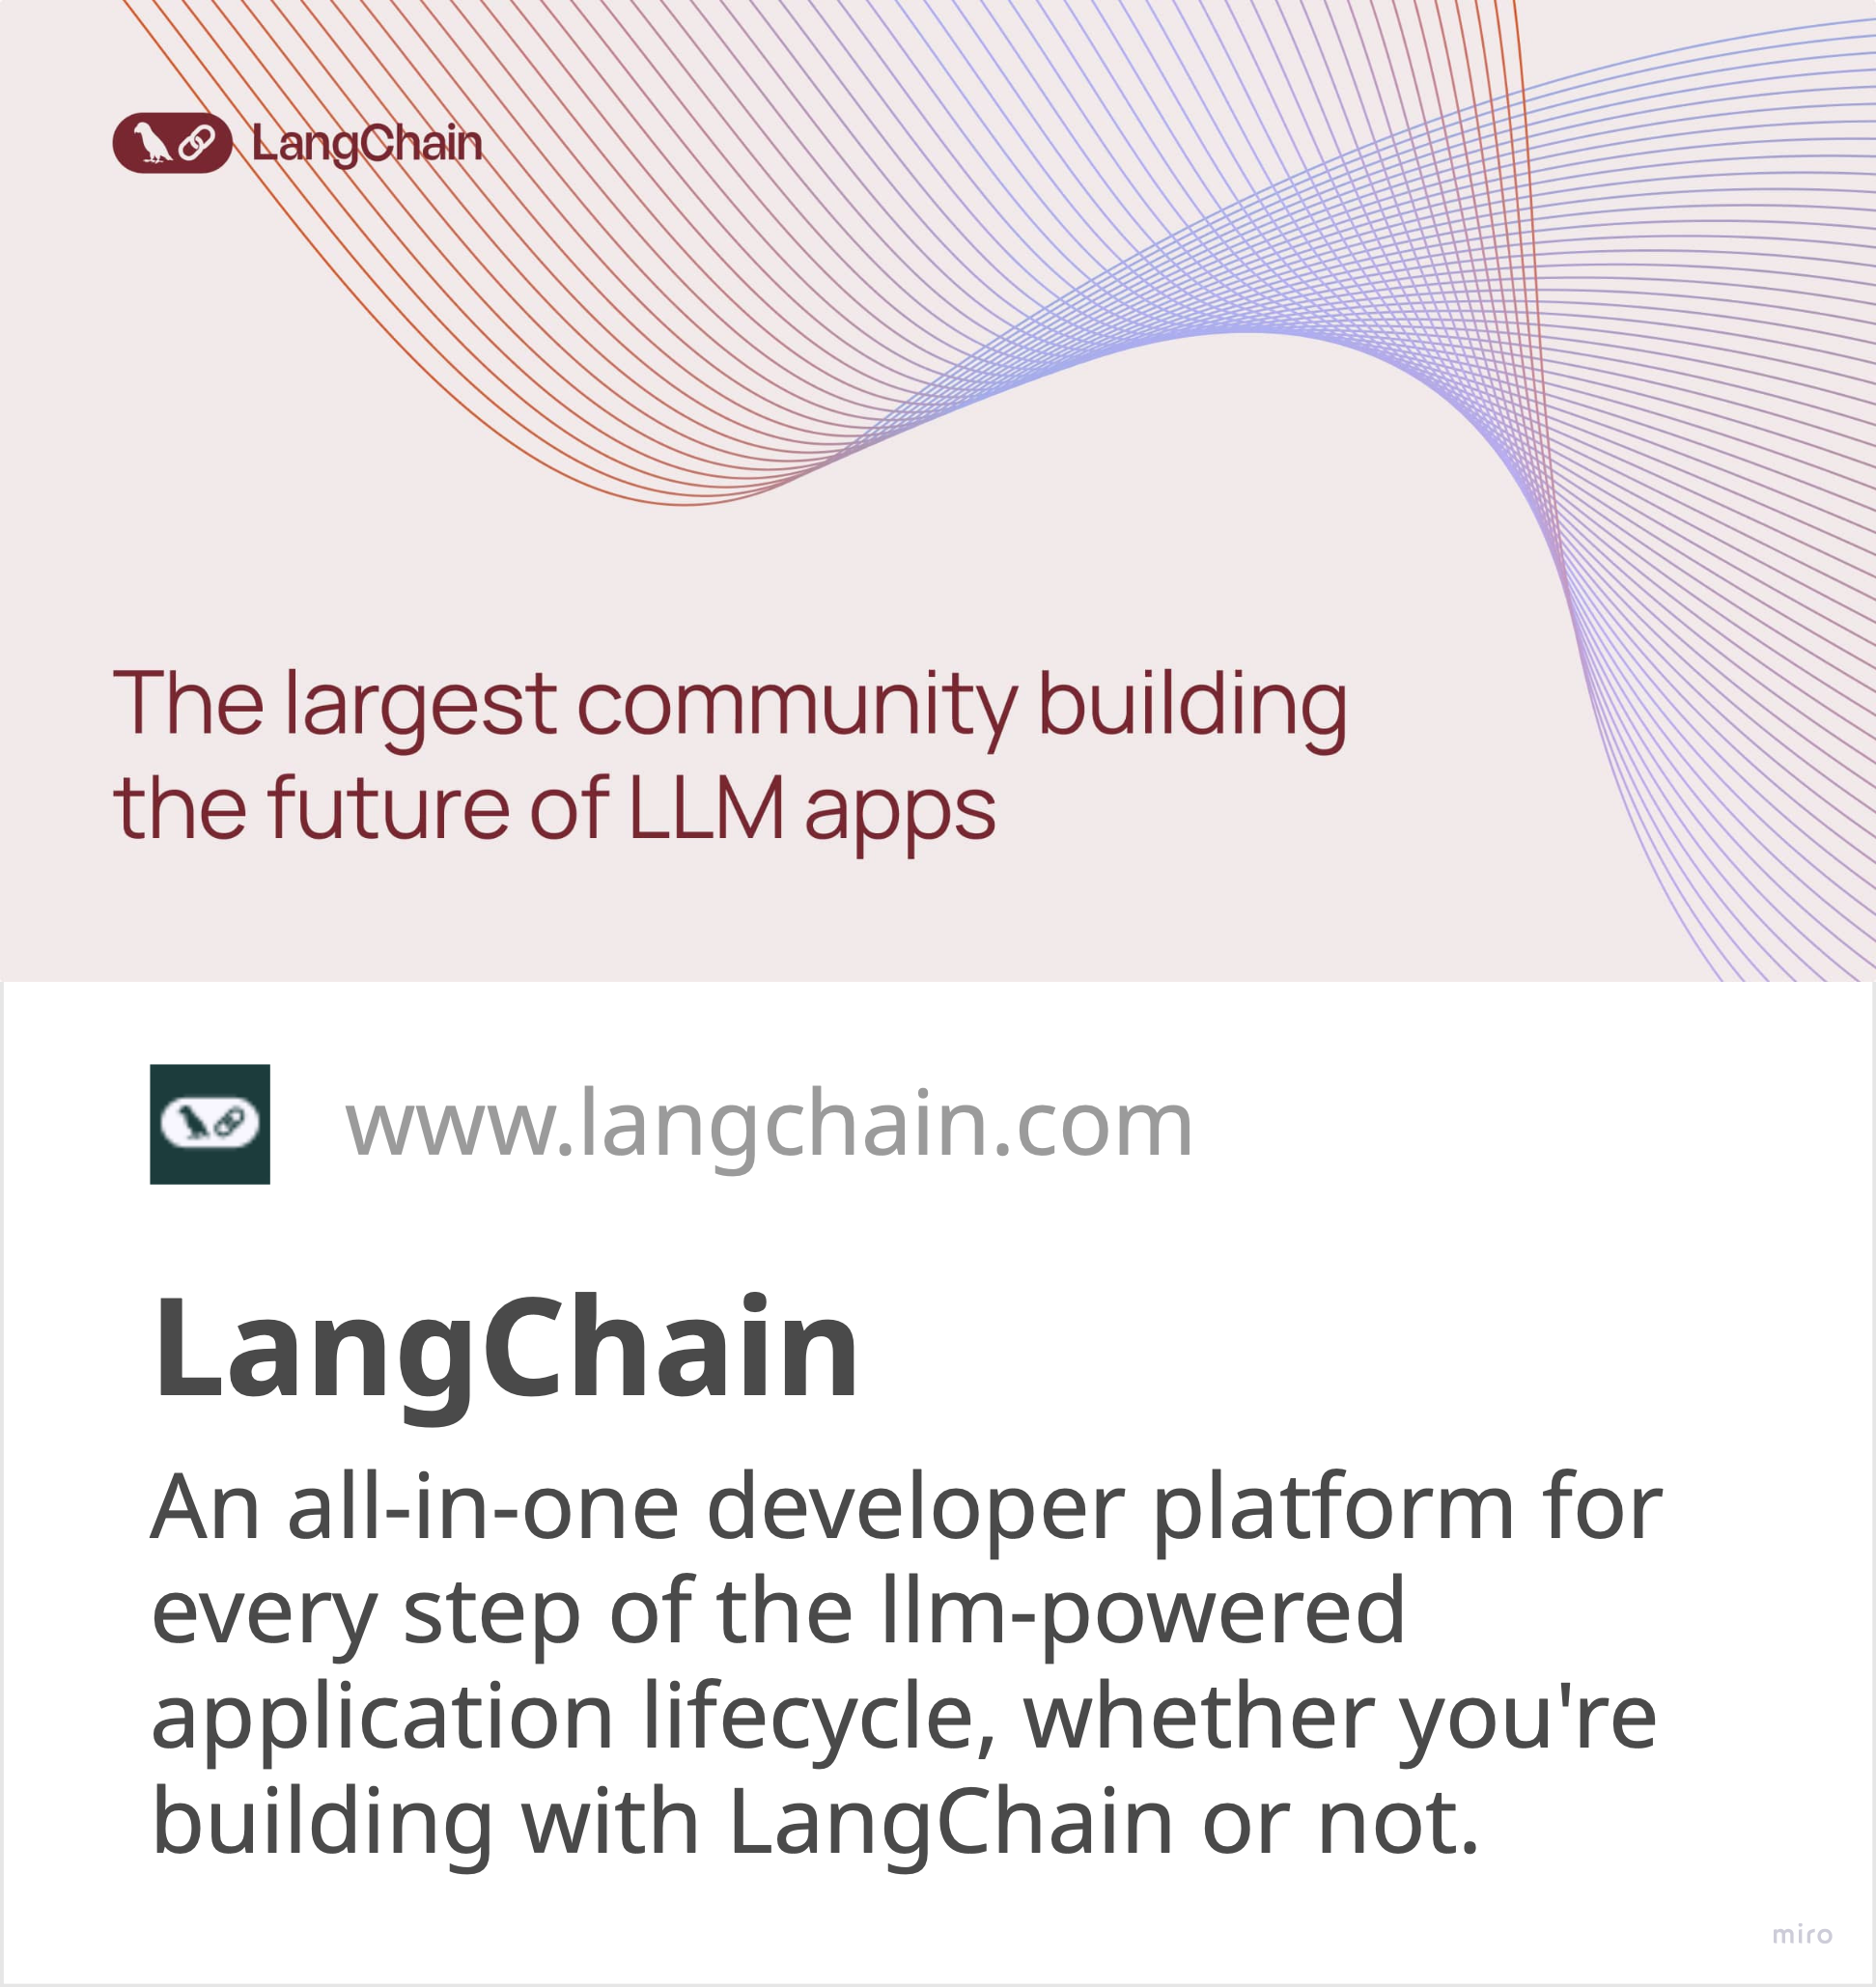 LangChain
The largest community building
the future of LLM apps
www.langchain.com
LangChain
An all-in-one developer platform for
every step of the llm-powered
application lifecycle, whether you're
building with LangChain or not.
miro